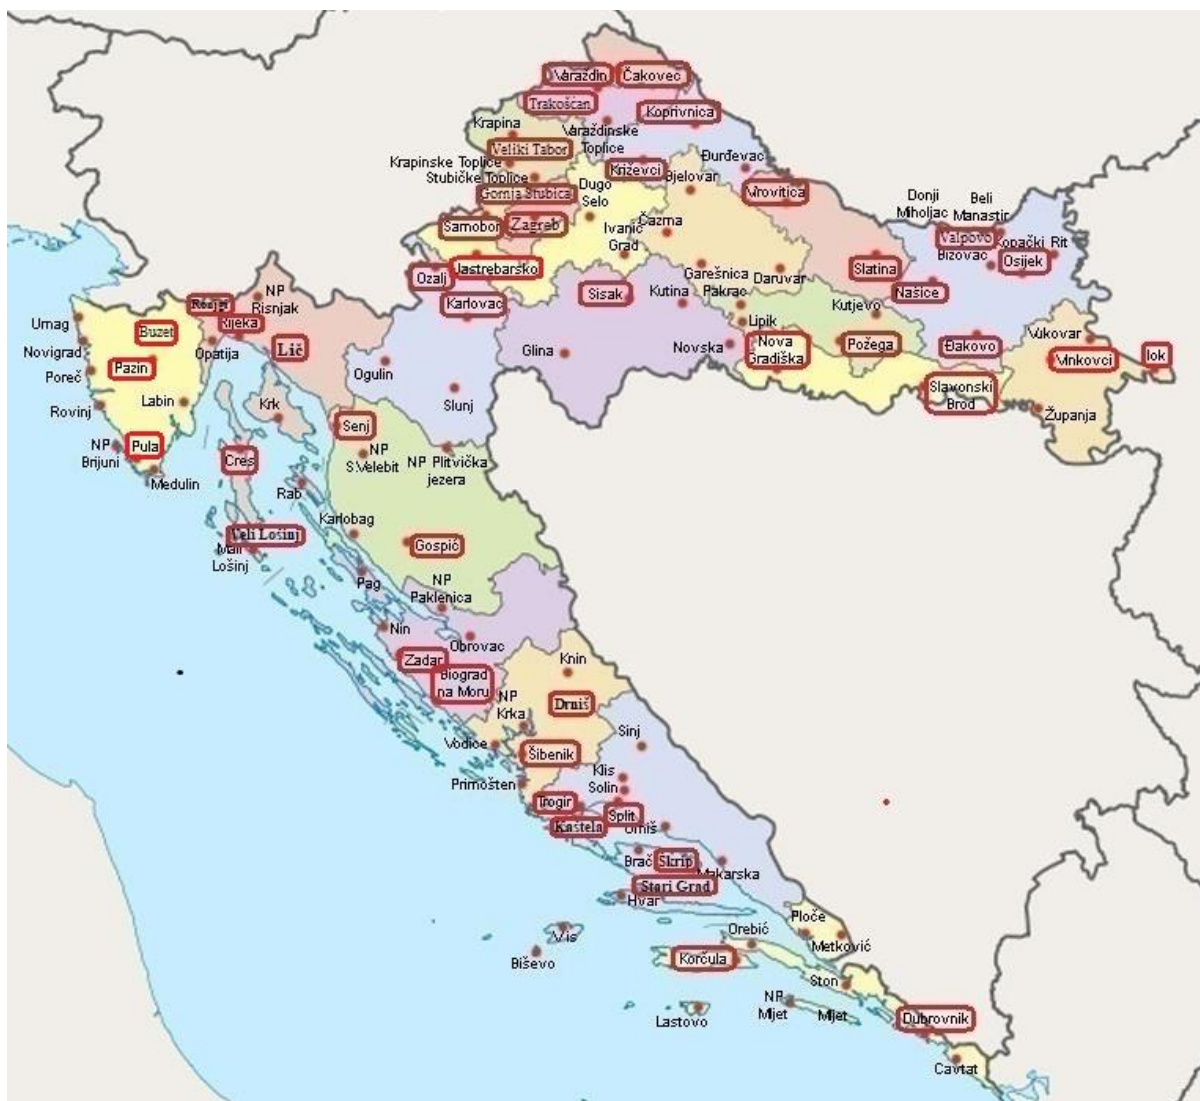 Varaždin
Čakovec
Trakošćan
Koprivnica
Krapina
Varaždinske
Toplice
Veliki Tabor
Krapinske Toplice
Stubičke Toplice
Križevci
Đurđevac
Bjelovar
Virovitica
Gornja Stubica
Dugo
Selo
Donji
Miholjac
Beli
Manastir
Samobor
Zagreb
Čazma
Valpovo
Kopački Rit
Ivanić
Grad
Bizovac
Osijek
Jastrebarsko
Ozalj
Garešnica
Daruvar
Slatina
Našice
Karlovac
Sisak
Kutina
Pakrac
Kutjevo
NP
Risnjak
Rijeka
Lipik
Umag
Buzet
Vukovar
Novigrad
Opatija
Lič
Glina
Novska
Nova
Gradiška
Požega
Đakovo
Vinkovci
Ilok
Pazin
Ogulin
Poreč
Labin
Krk
Slunj
Slavonski
Brod
Rovinj
Županja
Senj
NP
Brijuni
Pula
Cres
NP
S.Velebit
NP Plitvička
jezera
Medulin
Rab
Karlobag
Veli Lošinj
Mali
Lošinj
Gospić
Pag
NP
Paklenica
Nin
Obrovac
Zadar
Knin
Biograd
na Moru
NP
Krka
Drniš
Sinj
Vodice
Šibenik
Klis
Solin
Primošten
Trogir
Split
Kaštela
Omiš
Brač
Škrip
Makarska
Stari Grad
Hvar
Ploče
Orebić
Vis
Metković
Biševo
Korčula
Ston
NP
Mljet
Mljet
Lastovo
Dubrovnik
Cavtat